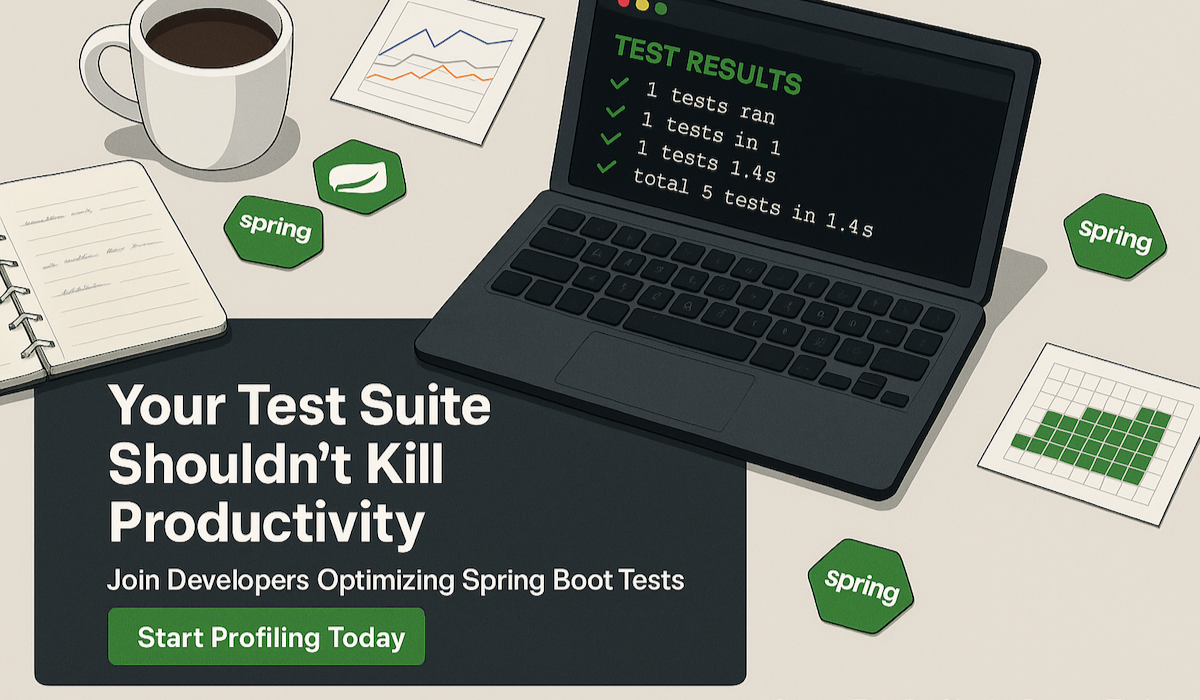 TEST RESULTS
✓ 1 tests ran
✓ 1 tests in 1
✓ 1 tests 1.4s
✓ total 5 tests in 1.4s
spring
spring
Your Test Suite
Shouldn't Kill
Productivity
Join Developers Optimizing Spring Boot Tests
Start Profiling Today
spring